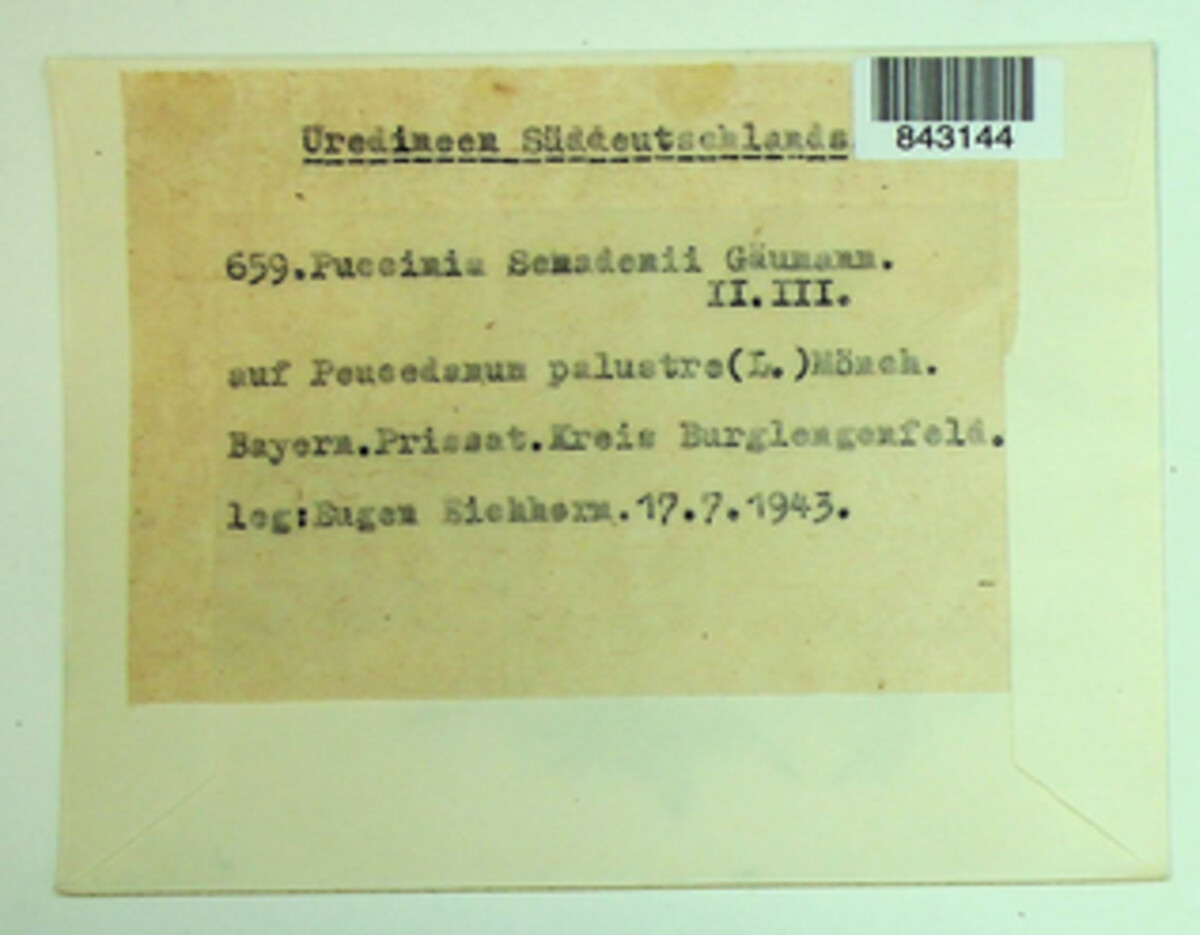 843144
Uredineen Süddeutschlands.
659.Puccinia Semadenii Gäumann.
II.III.
auf Peucedanum palustre(L.)Mönch.
Bayern.Prissat.Kreis Burglengenfeld.
leg:Eugen Eichhorn.17.7.1943.